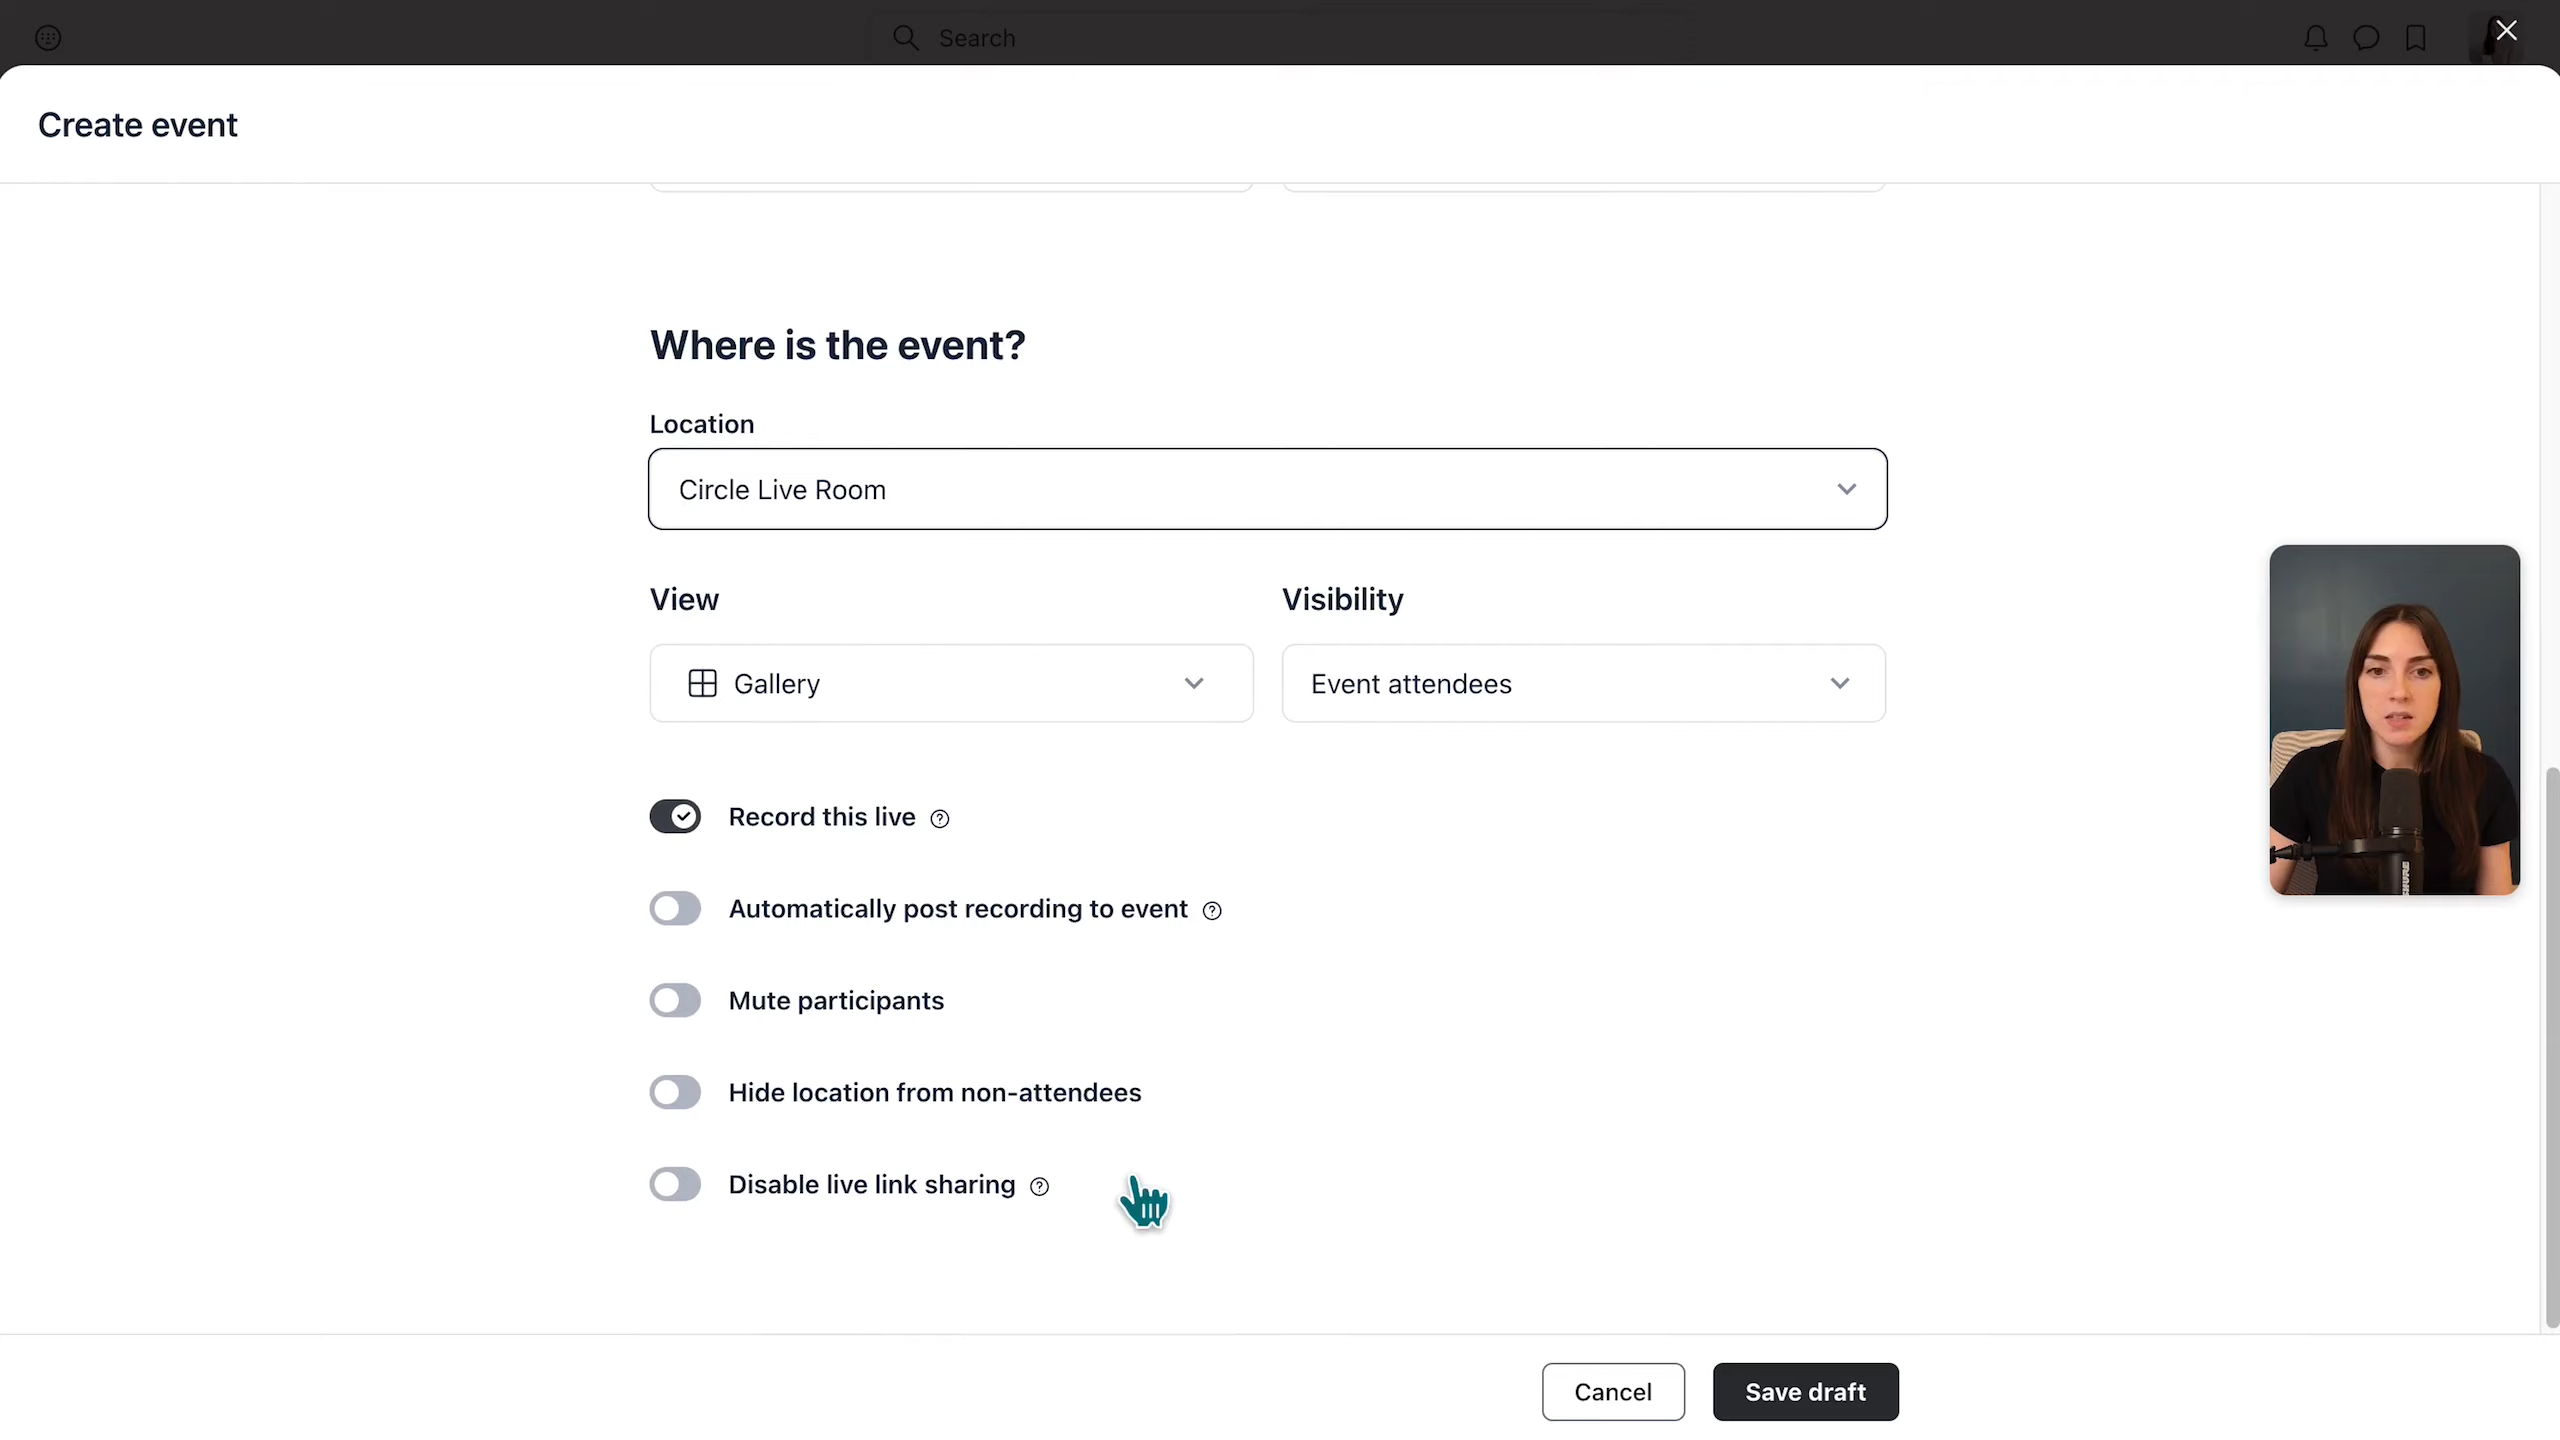 Search
Create event
Where is the event?
Location
Circle Live Room
View
Visibility
Gallery
Event attendees
Record this live
Automatically post recording to event
Mute participants
Hide location from non-attendees
Disable live link sharing
SHURE
Cancel
Save draft